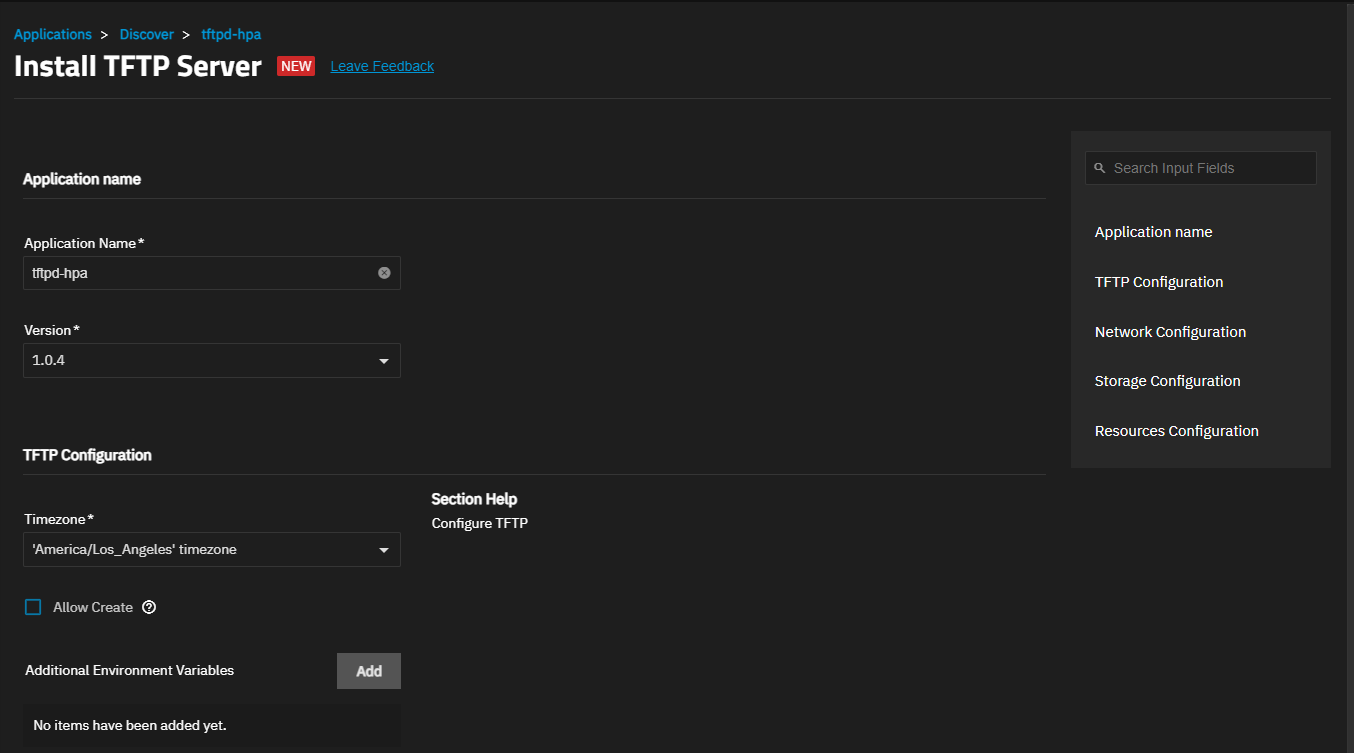 Applications > Discover > tftpd-hpa
Install TFTP Server NEW Leave Feedback
Search Input Fields
Application name
TFTP Configuration
Network Configuration
Storage Configuration
Resources Configuration
Application name
Application Name*
tftpd-hpa
Version*
1.0.4
TFTP Configuration
Section Help
Configure TFTP
Timezone*
'America/Los_Angeles' timezone
Allow Create ?
Additional Environment Variables Add
No items have been added yet.